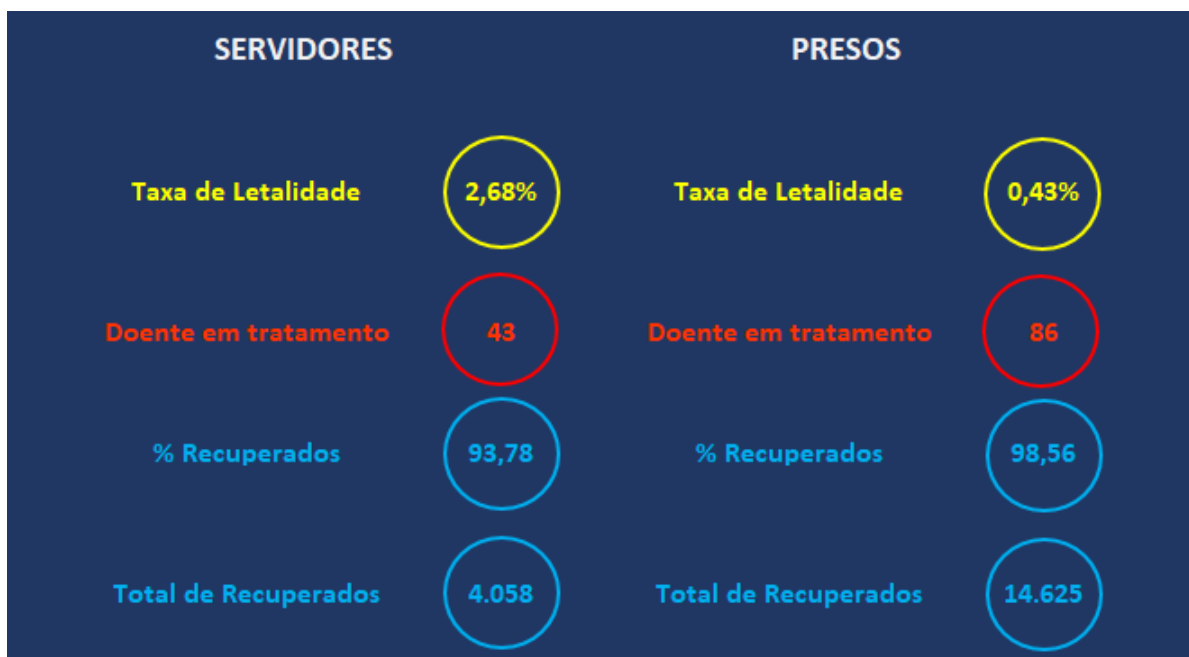 SERVIDORES
PRESOS
Taxa de Letalidade
2,68%
Taxa de Letalidade
0,43%
Doente em tratamento
43
Doente em tratamento
86
% Recuperados
93,78
% Recuperados
98,56
Total de Recuperados
4.058
Total de Recuperados
14.625